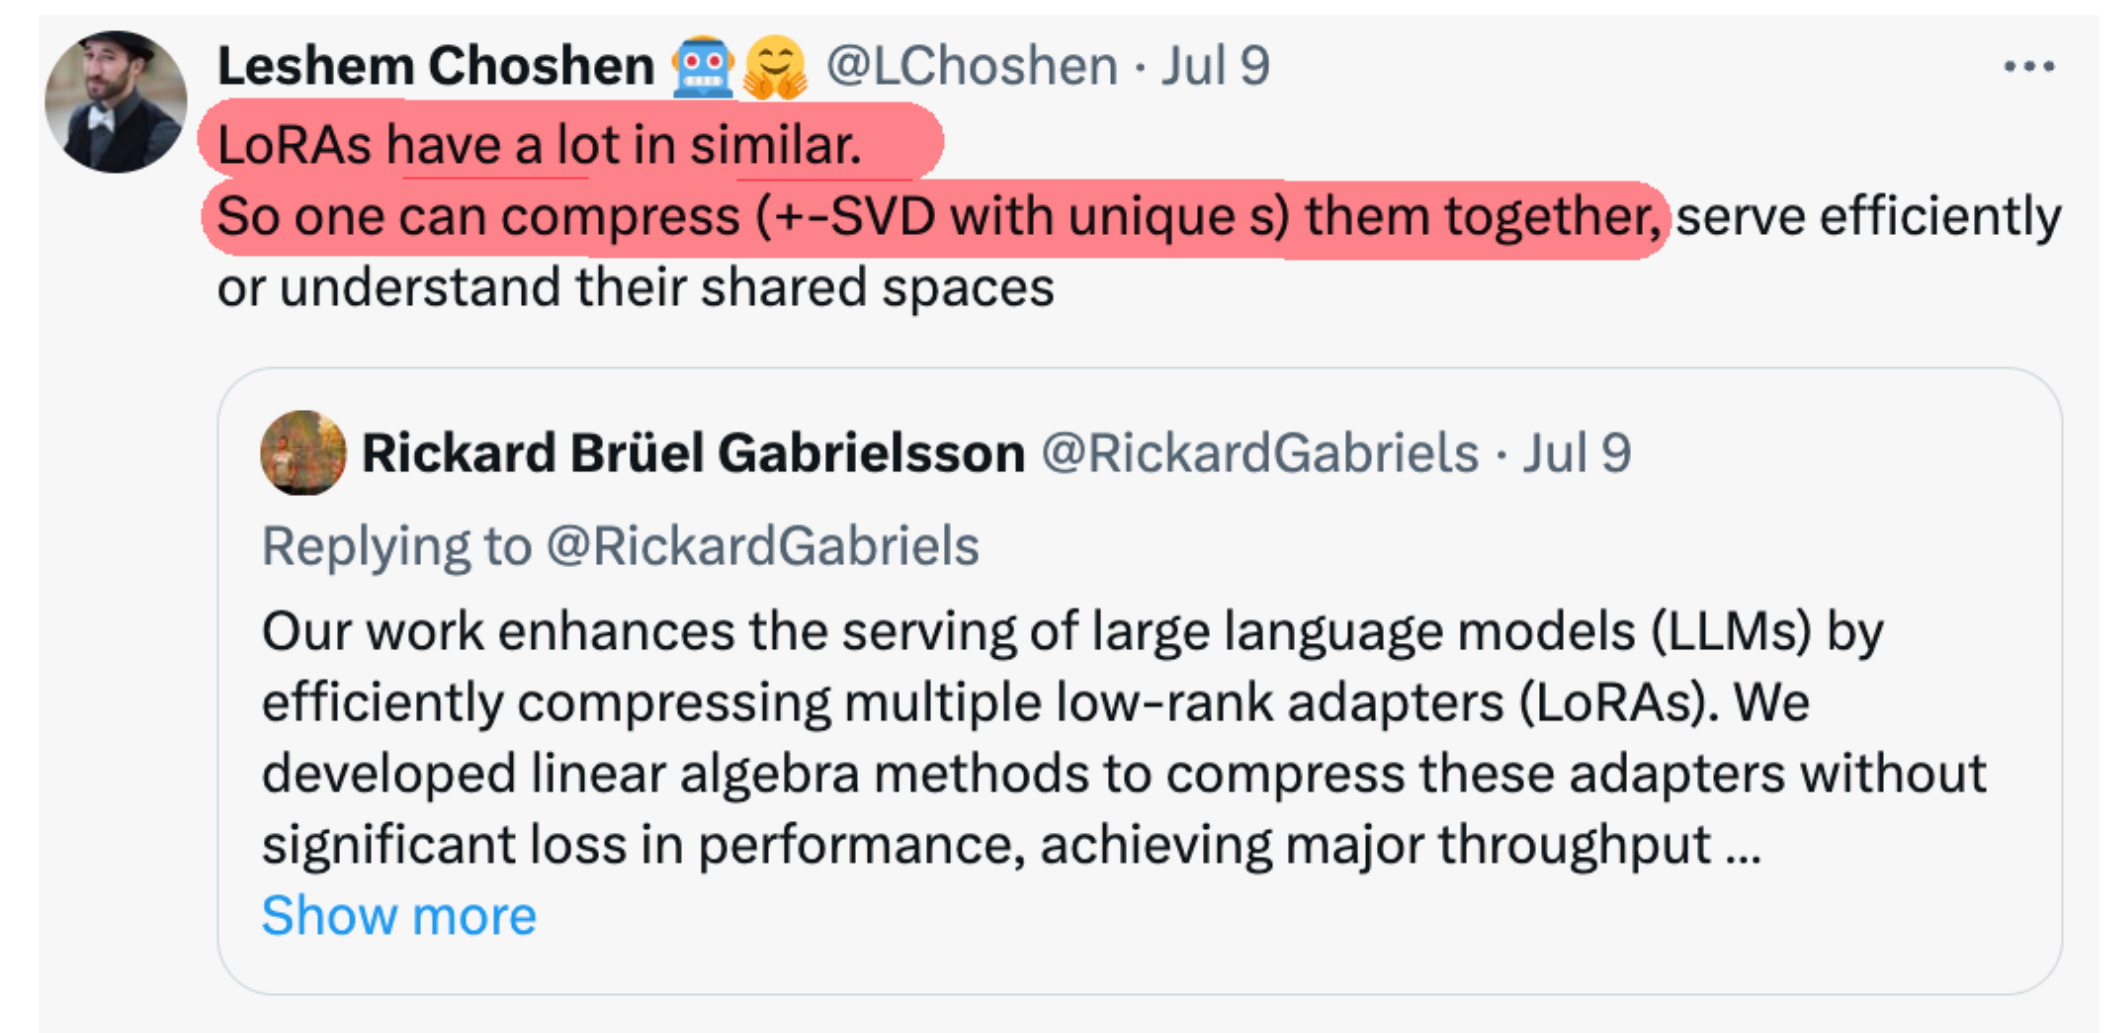 Leshem Choshen 🤖🤗 @LChoshen · Jul 9 ...
LoRAs have a lot in similar.
So one can compress (+-SVD with unique s) them together, serve efficiently
or understand their shared spaces
Rickard Brüel Gabrielsson @RickardGabriels · Jul 9
Replying to @RickardGabriels
Our work enhances the serving of large language models (LLMs) by
efficiently compressing multiple low-rank adapters (LoRAs). We
developed linear algebra methods to compress these adapters without
significant loss in performance, achieving major throughput ...
Show more